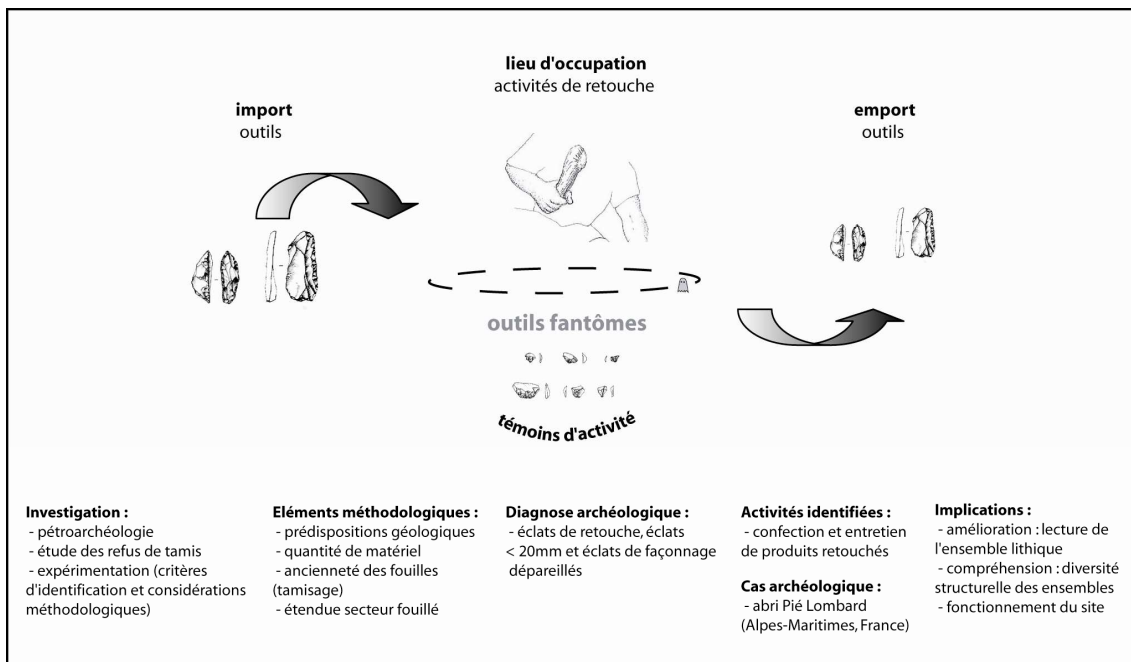 lieu d'occupation
activités de retouche
import
outils
emport
outils
outils fantômes
témoins d'activité
Investigation :
- pétroarchéologie
- étude des refus de tamis
- expérimentation (critères
d'identification et considérations
méthodologiques)
Eléments méthodologiques :
- prédispositions géologiques
- quantité de matériel
- ancienneté des fouilles
(tamisage)
- étendue secteur fouillé
Diagnose archéologique :
- éclats de retouche, éclats
< 20mm et éclats de façonnage
dépareillés
Activités identifiées :
- confection et entretien
de produits retouchés
Cas archéologique :
- abri Pié Lombard
(Alpes-Maritimes, France)
Implications :
- amélioration : lecture de
l'ensemble lithique
- compréhension : diversité
structurelle des ensembles
- fonctionnement du site